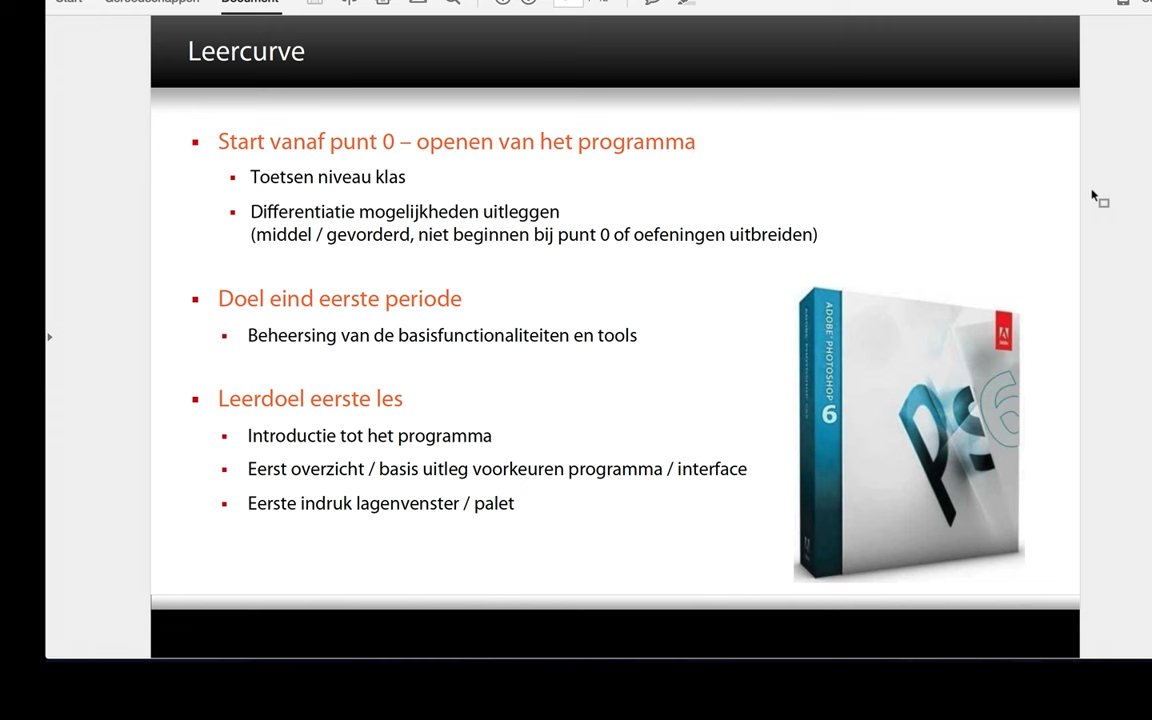 Document
Leercurve
Start vanaf punt 0 – openen van het programma
Toetsen niveau klas
Differentiatie mogelijkheden uitleggen
(middel / gevorderd, niet beginnen bij punt 0 of oefeningen uitbreiden)
Doel eind eerste periode
Beheersing van de basisfunctionaliteiten en tools
Leerdoel eerste les
Introductie tot het programma
Eerst overzicht / basis uitleg voorkeuren programma / interface
Eerste indruk lagenvenster / palet
ADOBE PHOTOSHOP 6
Ps 6